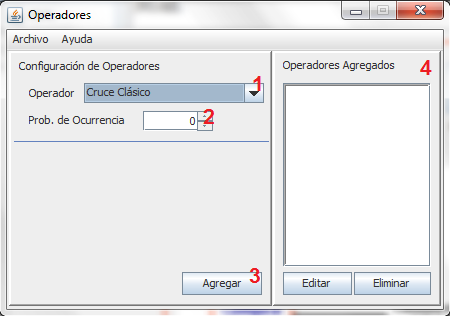 Operadores
Archivo Ayuda
Configuración de Operadores
Operador Cruce Clásico 1
Prob. de Ocurrencia 0 2
Agregar 3
Operadores Agregados 4
Editar Eliminar